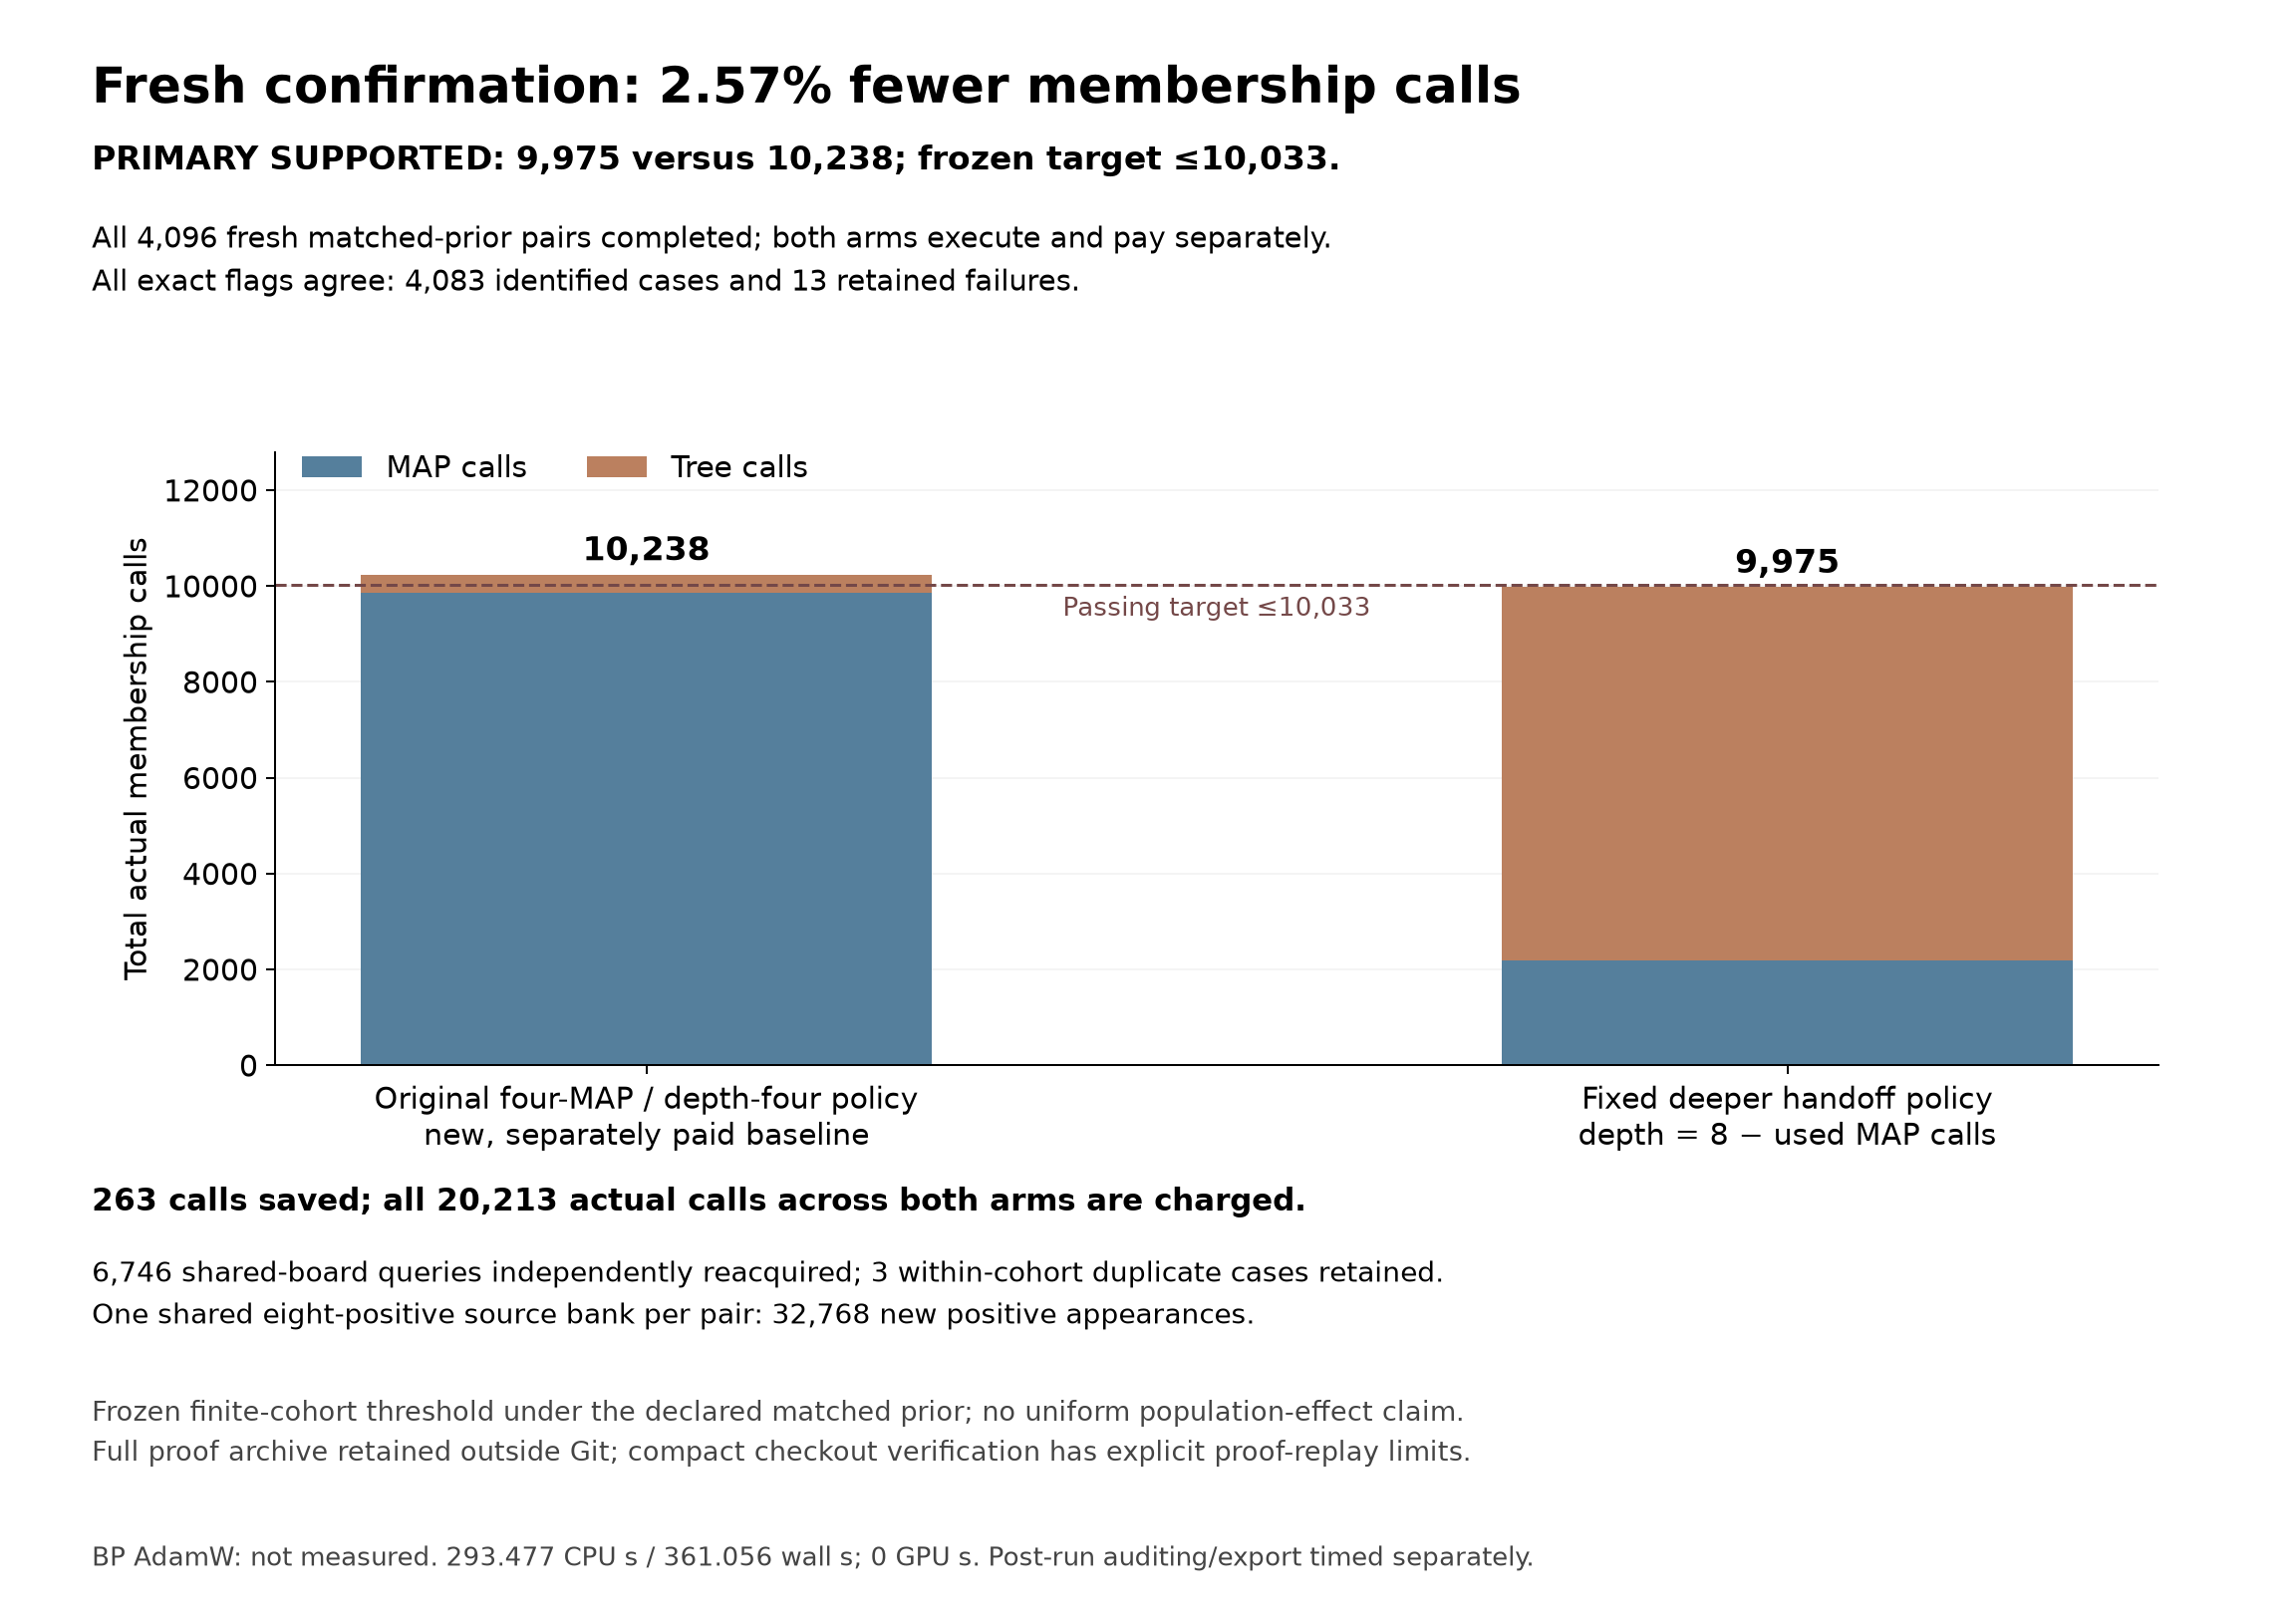 Fresh confirmation: 2.57% fewer membership calls
PRIMARY SUPPORTED: 9,975 versus 10,238; frozen target ≤10,033.
All 4,096 fresh matched-prior pairs completed; both arms execute and pay separately.
All exact flags agree: 4,083 identified cases and 13 retained failures.
MAP calls
Tree calls
Total actual membership calls
12000
10000
8000
6000
4000
2000
0
10,238
9,975
Passing target ≤10,033
Original four-MAP / depth-four policy
new, separately paid baseline
Fixed deeper handoff policy
depth = 8 − used MAP calls
263 calls saved; all 20,213 actual calls across both arms are charged.
6,746 shared-board queries independently reacquired; 3 within-cohort duplicate cases retained.
One shared eight-positive source bank per pair: 32,768 new positive appearances.
Frozen finite-cohort threshold under the declared matched prior; no uniform population-effect claim.
Full proof archive retained outside Git; compact checkout verification has explicit proof-replay limits.
BP AdamW: not measured. 293.477 CPU s / 361.056 wall s; 0 GPU s. Post-run auditing/export timed separately.